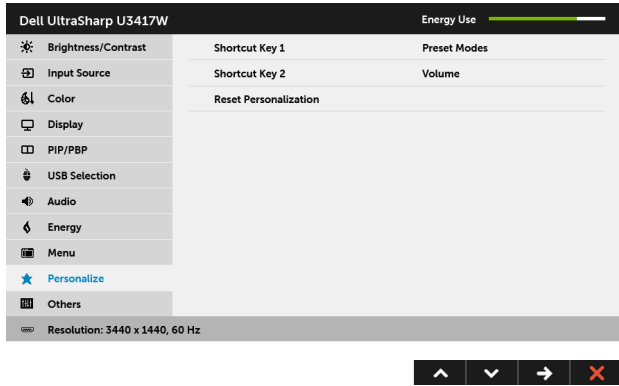 Dell UltraSharp U3417W Energy Use
Brightness/Contrast Shortcut Key 1 Preset Modes
Input Source Shortcut Key 2 Volume
Color Reset Personalization
Display
PIP/PBP
USB Selection
Audio
Energy
Menu
Personalize
Others
Resolution: 3440 x 1440, 60 Hz